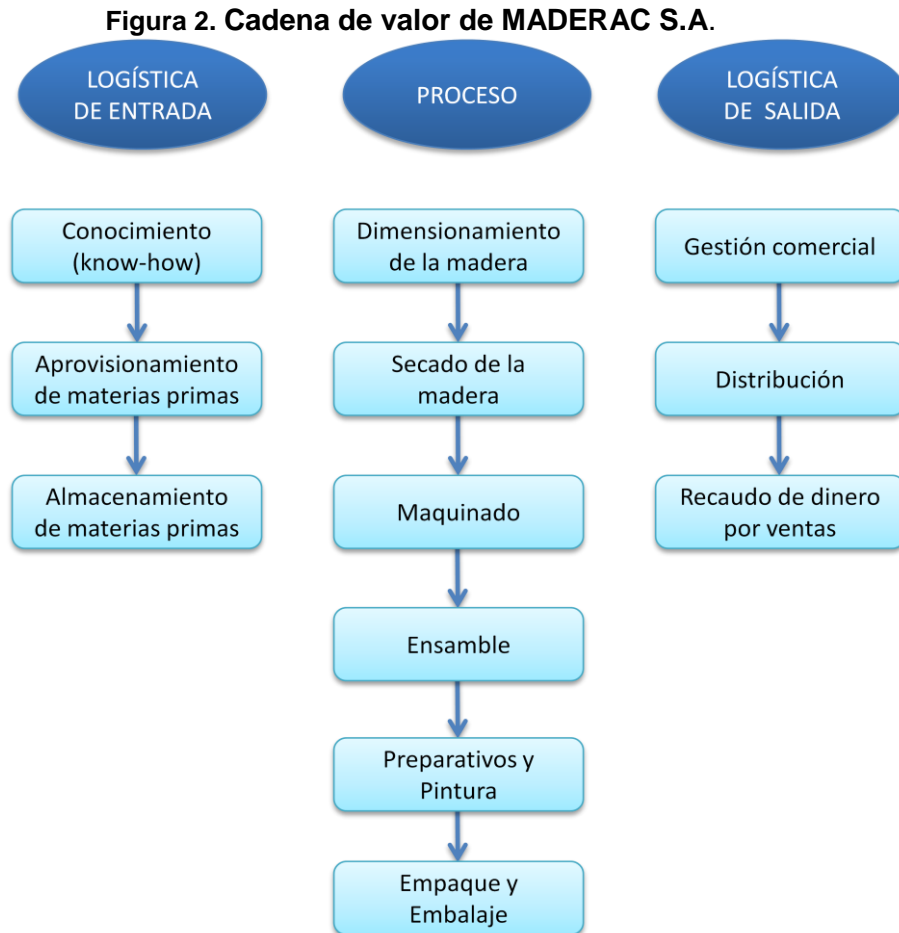 Figura 2. Cadena de valor de MADERAC S.A.
LOGÍSTICA
DE ENTRADA
PROCESO
LOGÍSTICA
DE SALIDA
Conocimiento
(know-how)
Aprovisionamiento
de materias primas
Almacenamiento
de materias primas
Dimensionamiento
de la madera
Secado de la
madera
Maquinado
Ensamble
Preparativos y
Pintura
Empaque y
Embalaje
Gestión comercial
Distribución
Recaudo de dinero
por ventas